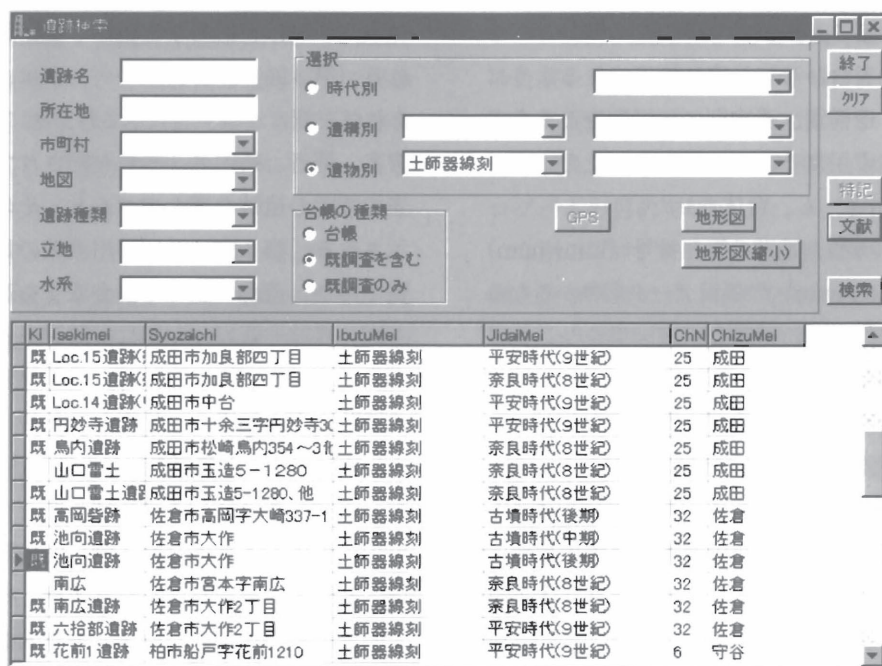 遺跡検索
遺跡名
所在地
市町村
地図
遺跡種類
立地
水系
選択
時代別
遺構別
遺物別 土師器線刻
台帳の種類
台帳
既調査を含む
既調査のみ
GPS 地形図
地形図(縮小)
終了
クリア
特記
文献
検索
Ki Isekimei Syozaichi IbutuMei JidaiMei ChN ChizuMei
既 Loc.15遺跡( 成田市加良部四丁目 土師器線刻 平安時代(9世紀) 25 成田
既 Loc.15遺跡( 成田市加良部四丁目 土師器線刻 奈良時代(8世紀) 25 成田
既 Loc.14遺跡( 成田市中台 土師器線刻 平安時代(9世紀) 25 成田
既 円妙寺遺跡 成田市十余三字円妙寺30 土師器線刻 平安時代(9世紀) 25 成田
既 鳥内遺跡 成田市松崎鳥内354～3他 土師器線刻 奈良時代(8世紀) 25 成田
山口雷土 成田市玉造5－1280 土師器線刻 奈良時代(8世紀) 25 成田
既 山口雷土遺跡 成田市玉造5-1280、他 土師器線刻 奈良時代(8世紀) 25 成田
既 高岡砦跡 佐倉市高岡字大崎337-1 土師器線刻 古墳時代(後期) 32 佐倉
既 池向遺跡 佐倉市大作 土師器線刻 古墳時代(中期) 32 佐倉
既 池向遺跡 佐倉市大作 土師器線刻 古墳時代(後期) 32 佐倉
南広 佐倉市宮本字南広 土師器線刻 奈良時代(8世紀) 32 佐倉
既 南広遺跡 佐倉市大作2丁目 土師器線刻 奈良時代(8世紀) 32 佐倉
既 六拾部遺跡 佐倉市大作2丁目 土師器線刻 平安時代(9世紀) 32 佐倉
既 花前1遺跡 柏市船戸字花前1210 土師器線刻 平安時代(9世紀) 6 守谷